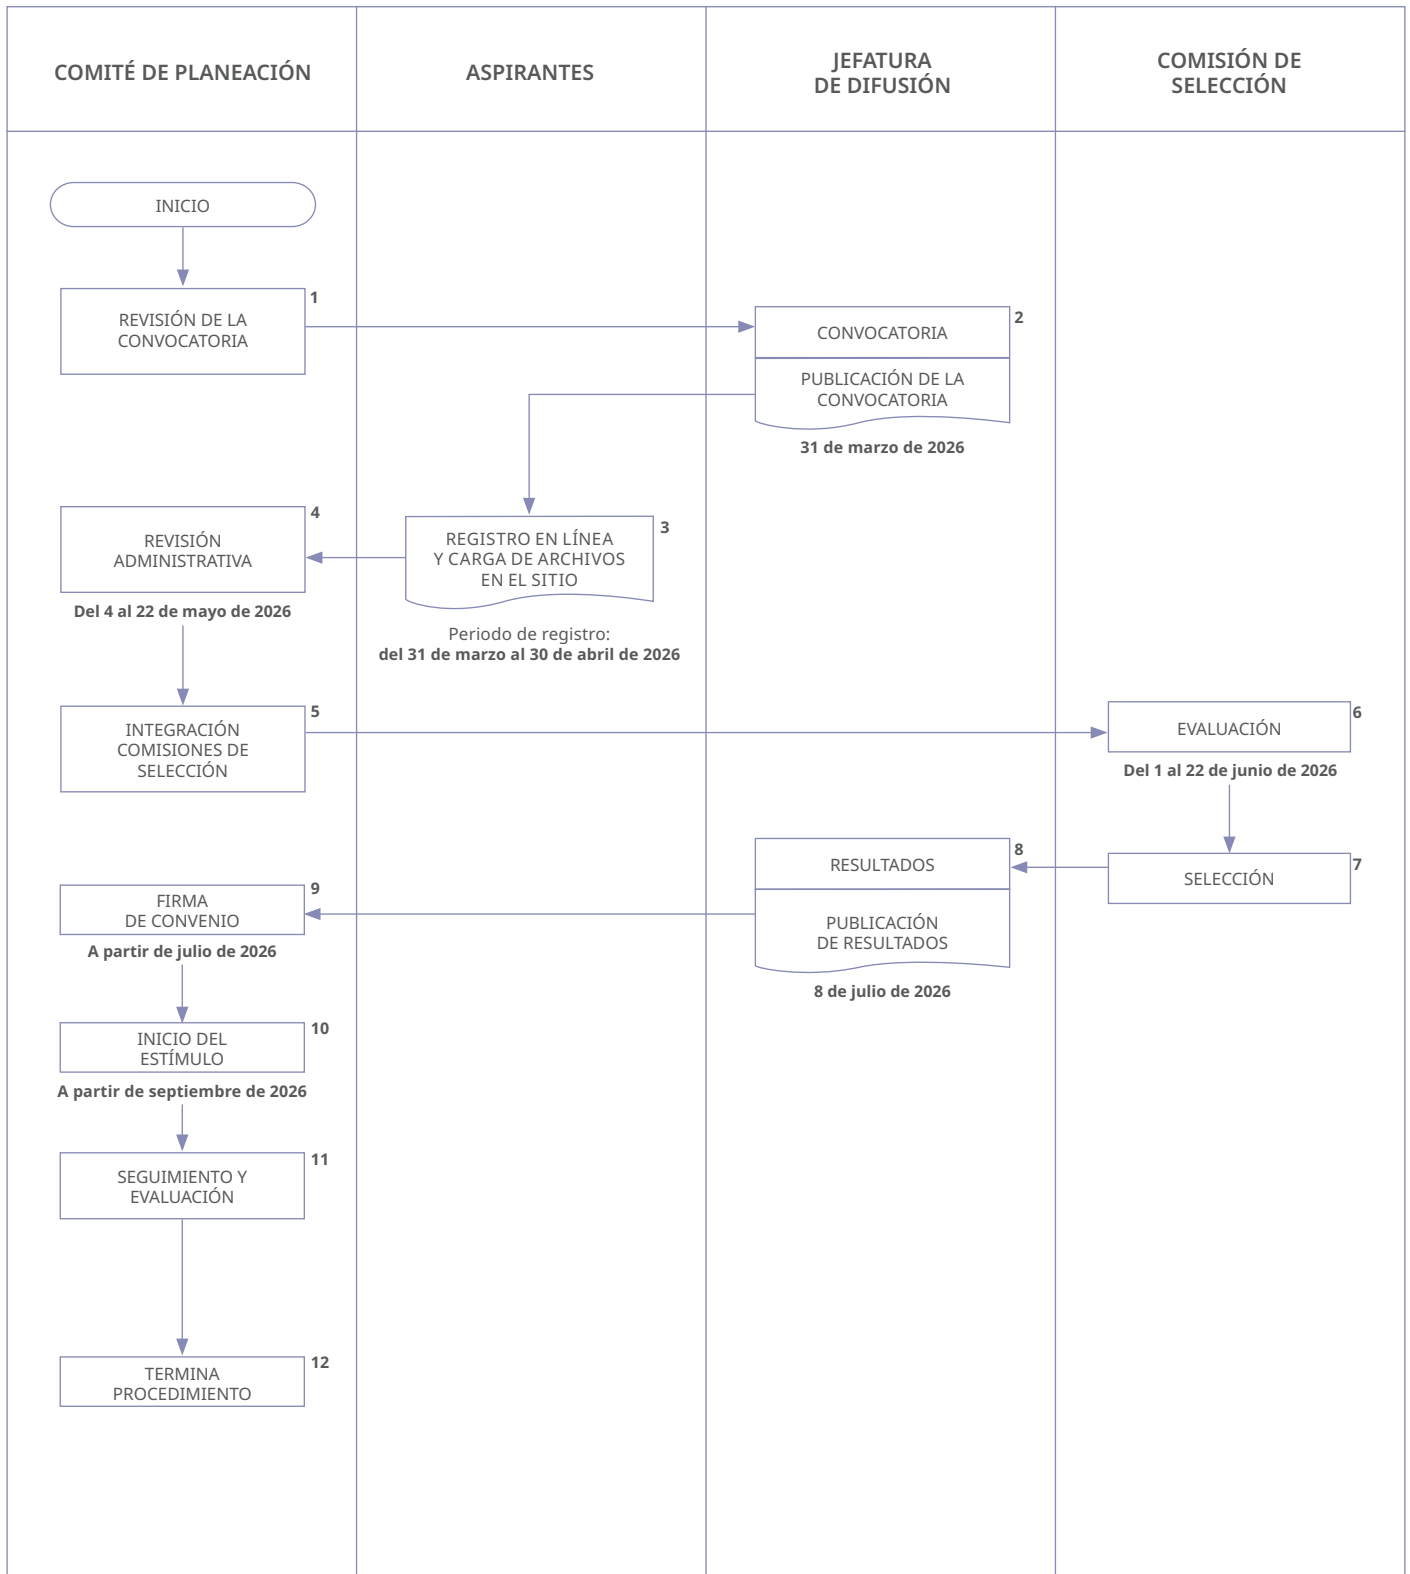 COMITÉ DE PLANEACIÓN
ASPIRANTES
JEFATURA
DE DIFUSIÓN
COMISIÓN DE
SELECCIÓN
INICIO
1
REVISIÓN DE LA
CONVOCATORIA
2
CONVOCATORIA
PUBLICACIÓN DE LA
CONVOCATORIA
31 de marzo de 2026
3
REGISTRO EN LÍNEA
Y CARGA DE ARCHIVOS
EN EL SITIO
Periodo de registro:
del 31 de marzo al 30 de abril de 2026
4
REVISIÓN
ADMINISTRATIVA
Del 4 al 22 de mayo de 2026
5
INTEGRACIÓN
COMISIONES DE
SELECCIÓN
6
EVALUACIÓN
Del 1 al 22 de junio de 2026
7
SELECCIÓN
8
RESULTADOS
PUBLICACIÓN
DE RESULTADOS
8 de julio de 2026
9
FIRMA
DE CONVENIO
A partir de julio de 2026
10
INICIO DEL
ESTÍMULO
A partir de septiembre de 2026
11
SEGUIMIENTO Y
EVALUACIÓN
12
TERMINA
PROCEDIMIENTO